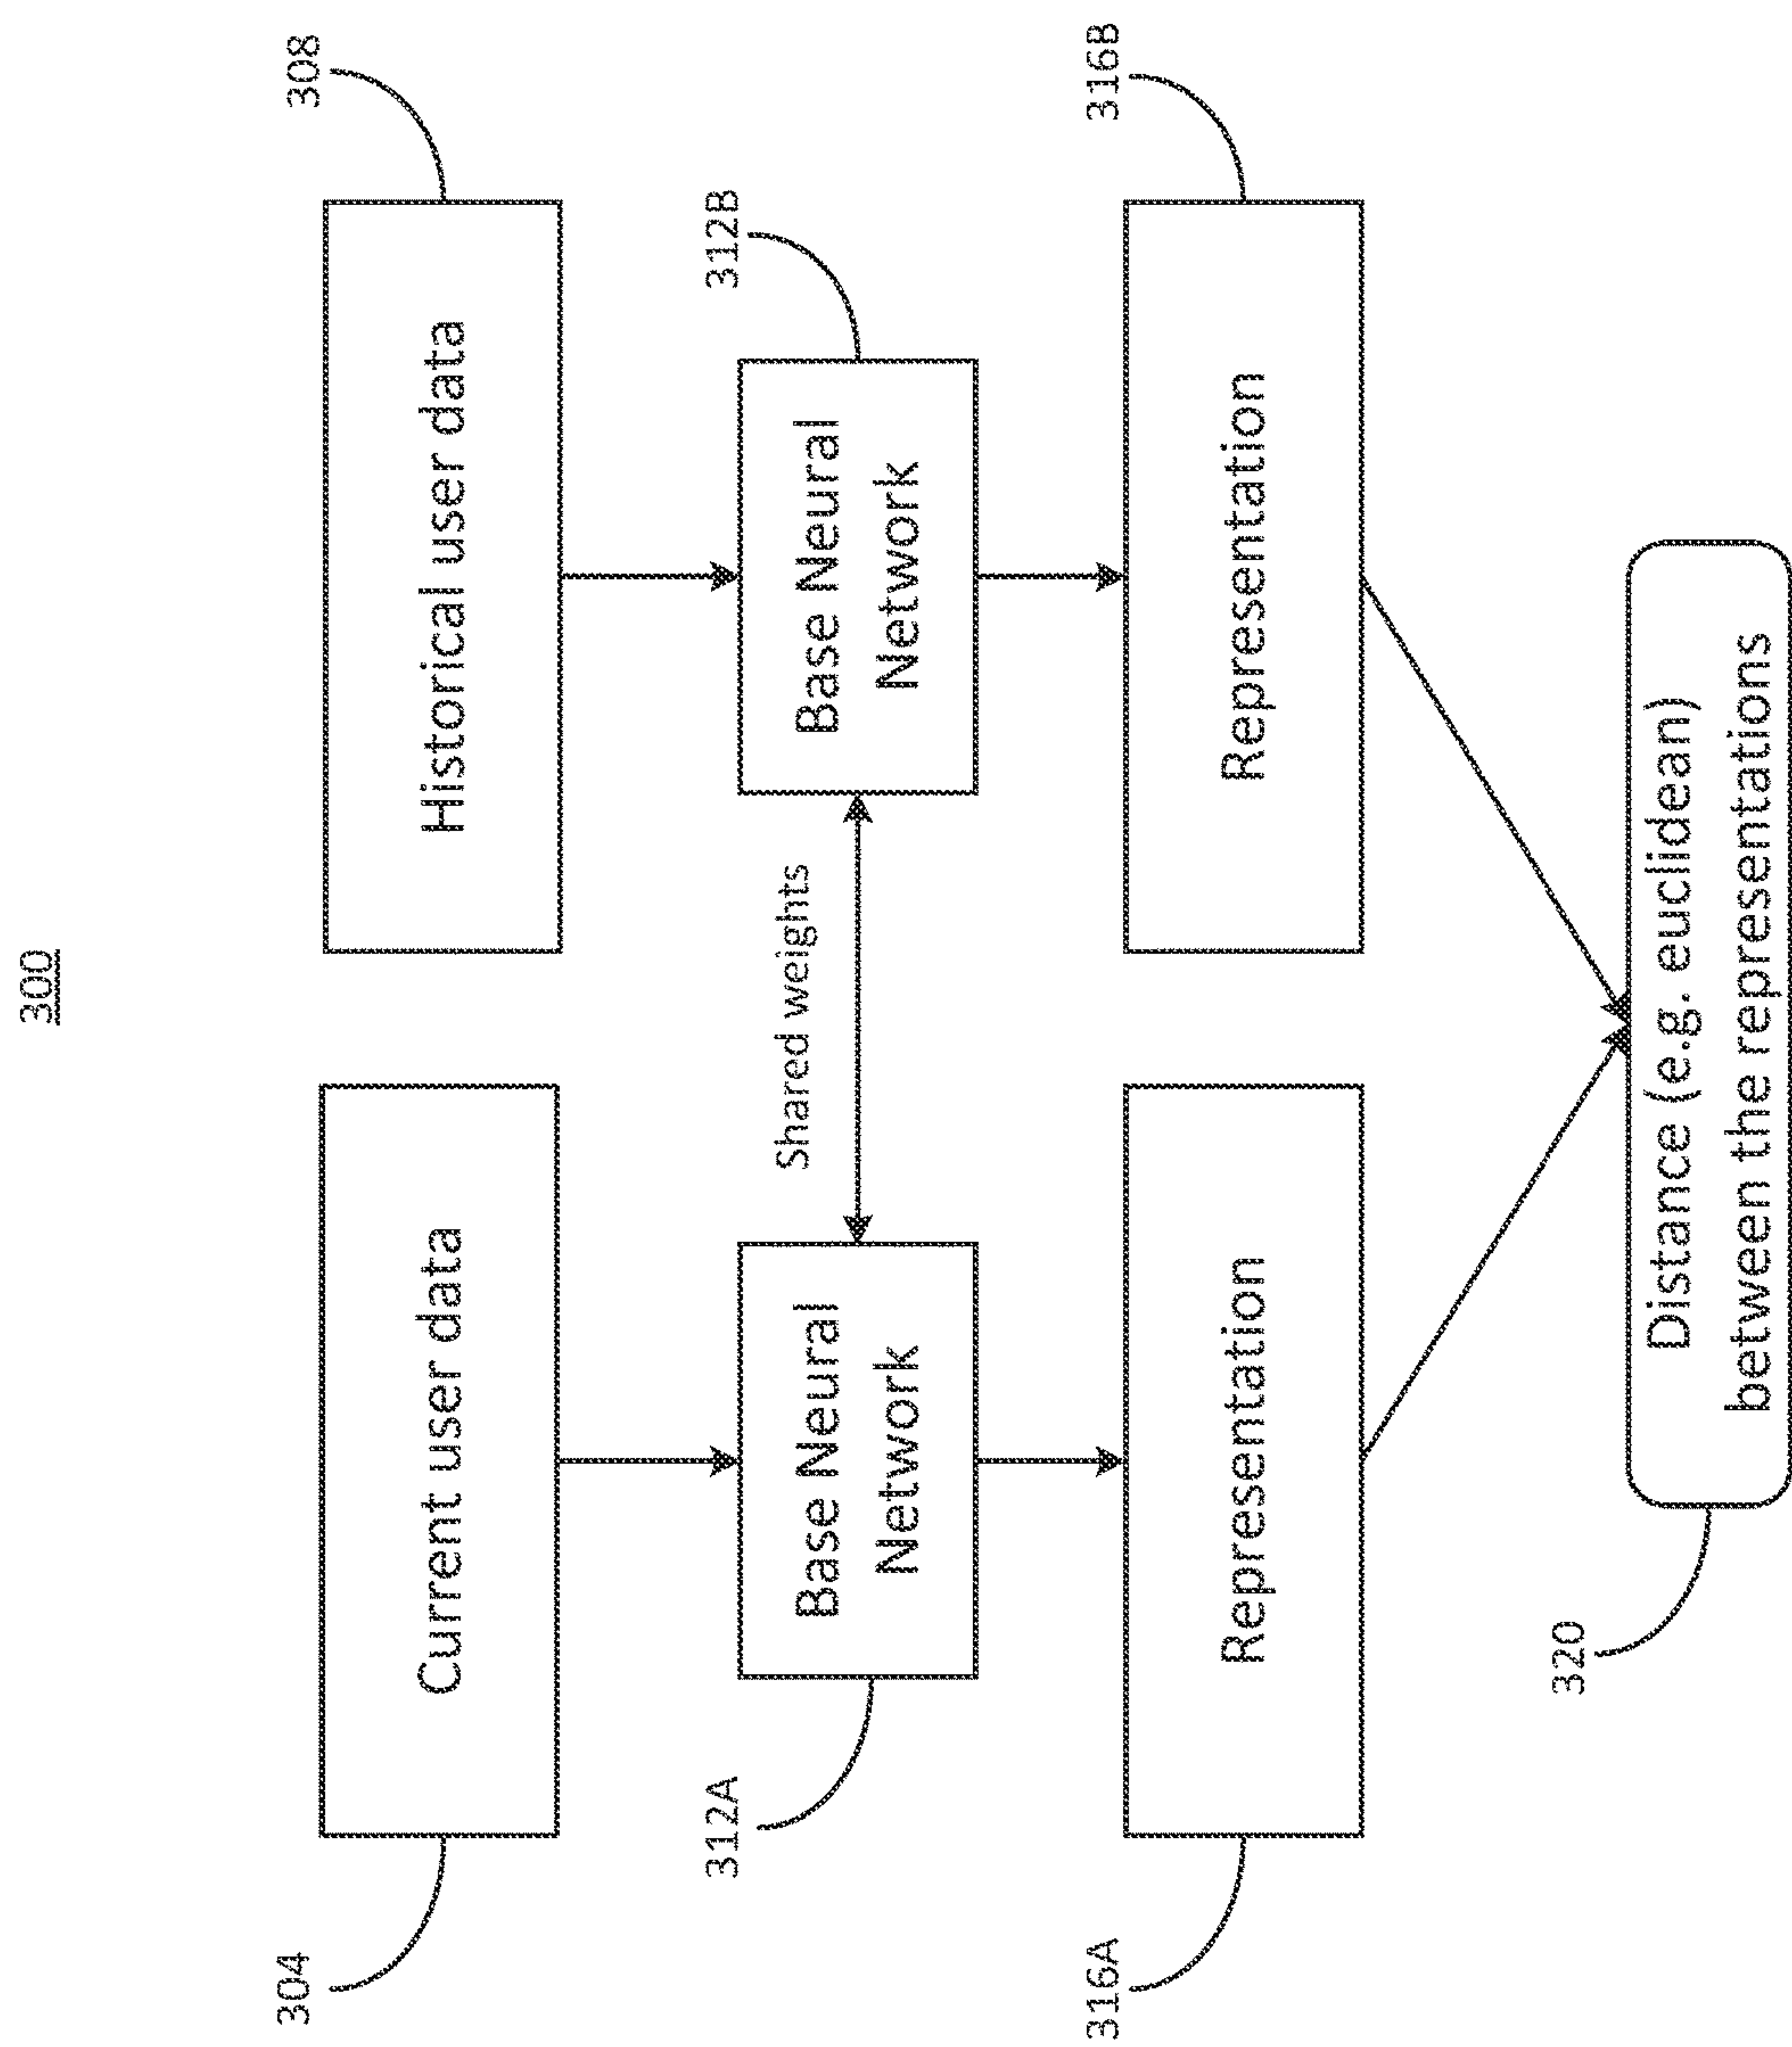 300
304
Current user data
Historical user data
308
312A
Base Neural
Network
Shared weights
Base Neural
Network
312B
316A
Representation
Representation
316B
320
Distance (e.g. euclidean)
between the representations